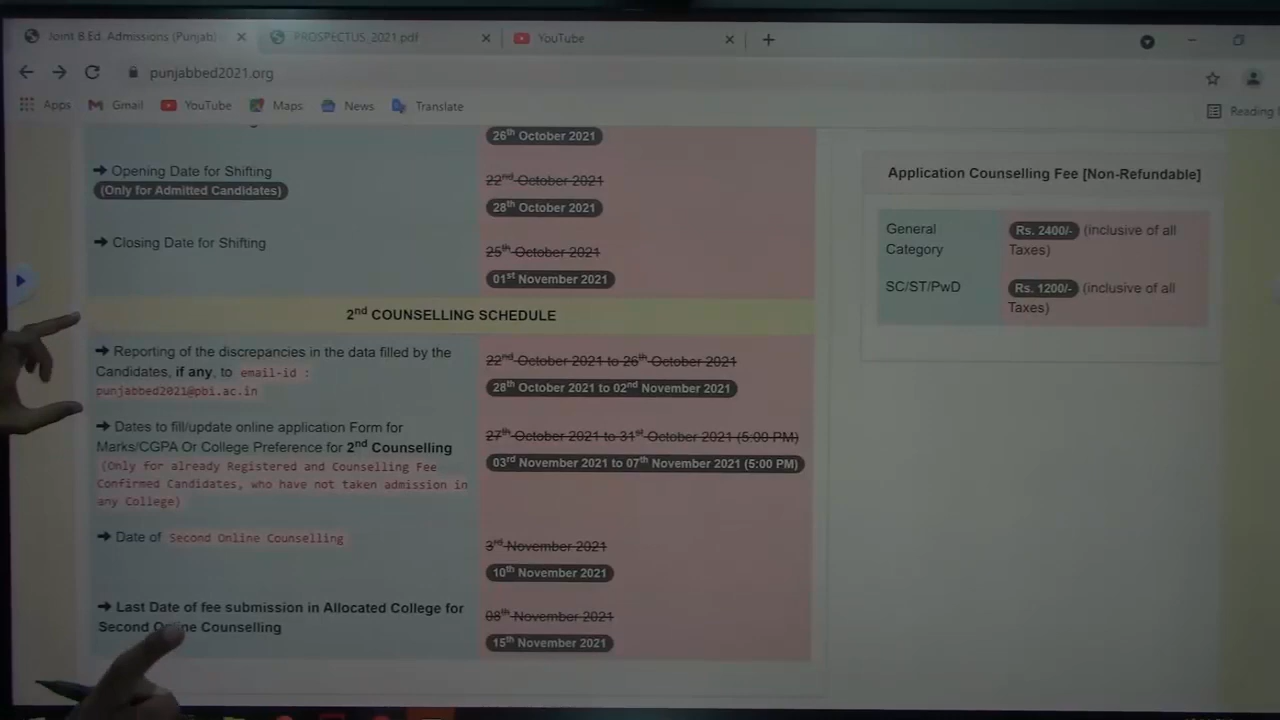 Joint B.Ed. Admissions (Punjab)
PROSPECTUS_2021.pdf
YouTube
punjabbed2021.org
Apps
Gmail
YouTube
Maps
News
Translate
Reading
26th October 2021
➔ Opening Date for Shifting
(Only for Admitted Candidates)
22nd October 2021
28th October 2021
➔ Closing Date for Shifting
25th October 2021
01st November 2021
2nd COUNSELLING SCHEDULE
➔ Reporting of the discrepancies in the data filled by the
Candidates, if any, to email-id :
punjabbed2021@pbi.ac.in
22nd October 2021 to 26th October 2021
28th October 2021 to 02nd November 2021
➔ Dates to fill/update online application Form for
Marks/CGPA Or College Preference for 2nd Counselling
(Only for already Registered and Counselling Fee
Confirmed Candidates, who have not taken admission in
any College)
27th October 2021 to 31st October 2021 (5:00 PM)
03rd November 2021 to 07th November 2021 (5:00 PM)
➔ Date of Second Online Counselling
3rd November 2021
10th November 2021
➔ Last Date of fee submission in Allocated College for
Second Online Counselling
08th November 2021
15th November 2021
Application Counselling Fee [Non-Refundable]
General
Category
Rs. 2400/- (inclusive of all
Taxes)
SC/ST/PwD
Rs. 1200/- (inclusive of all
Taxes)